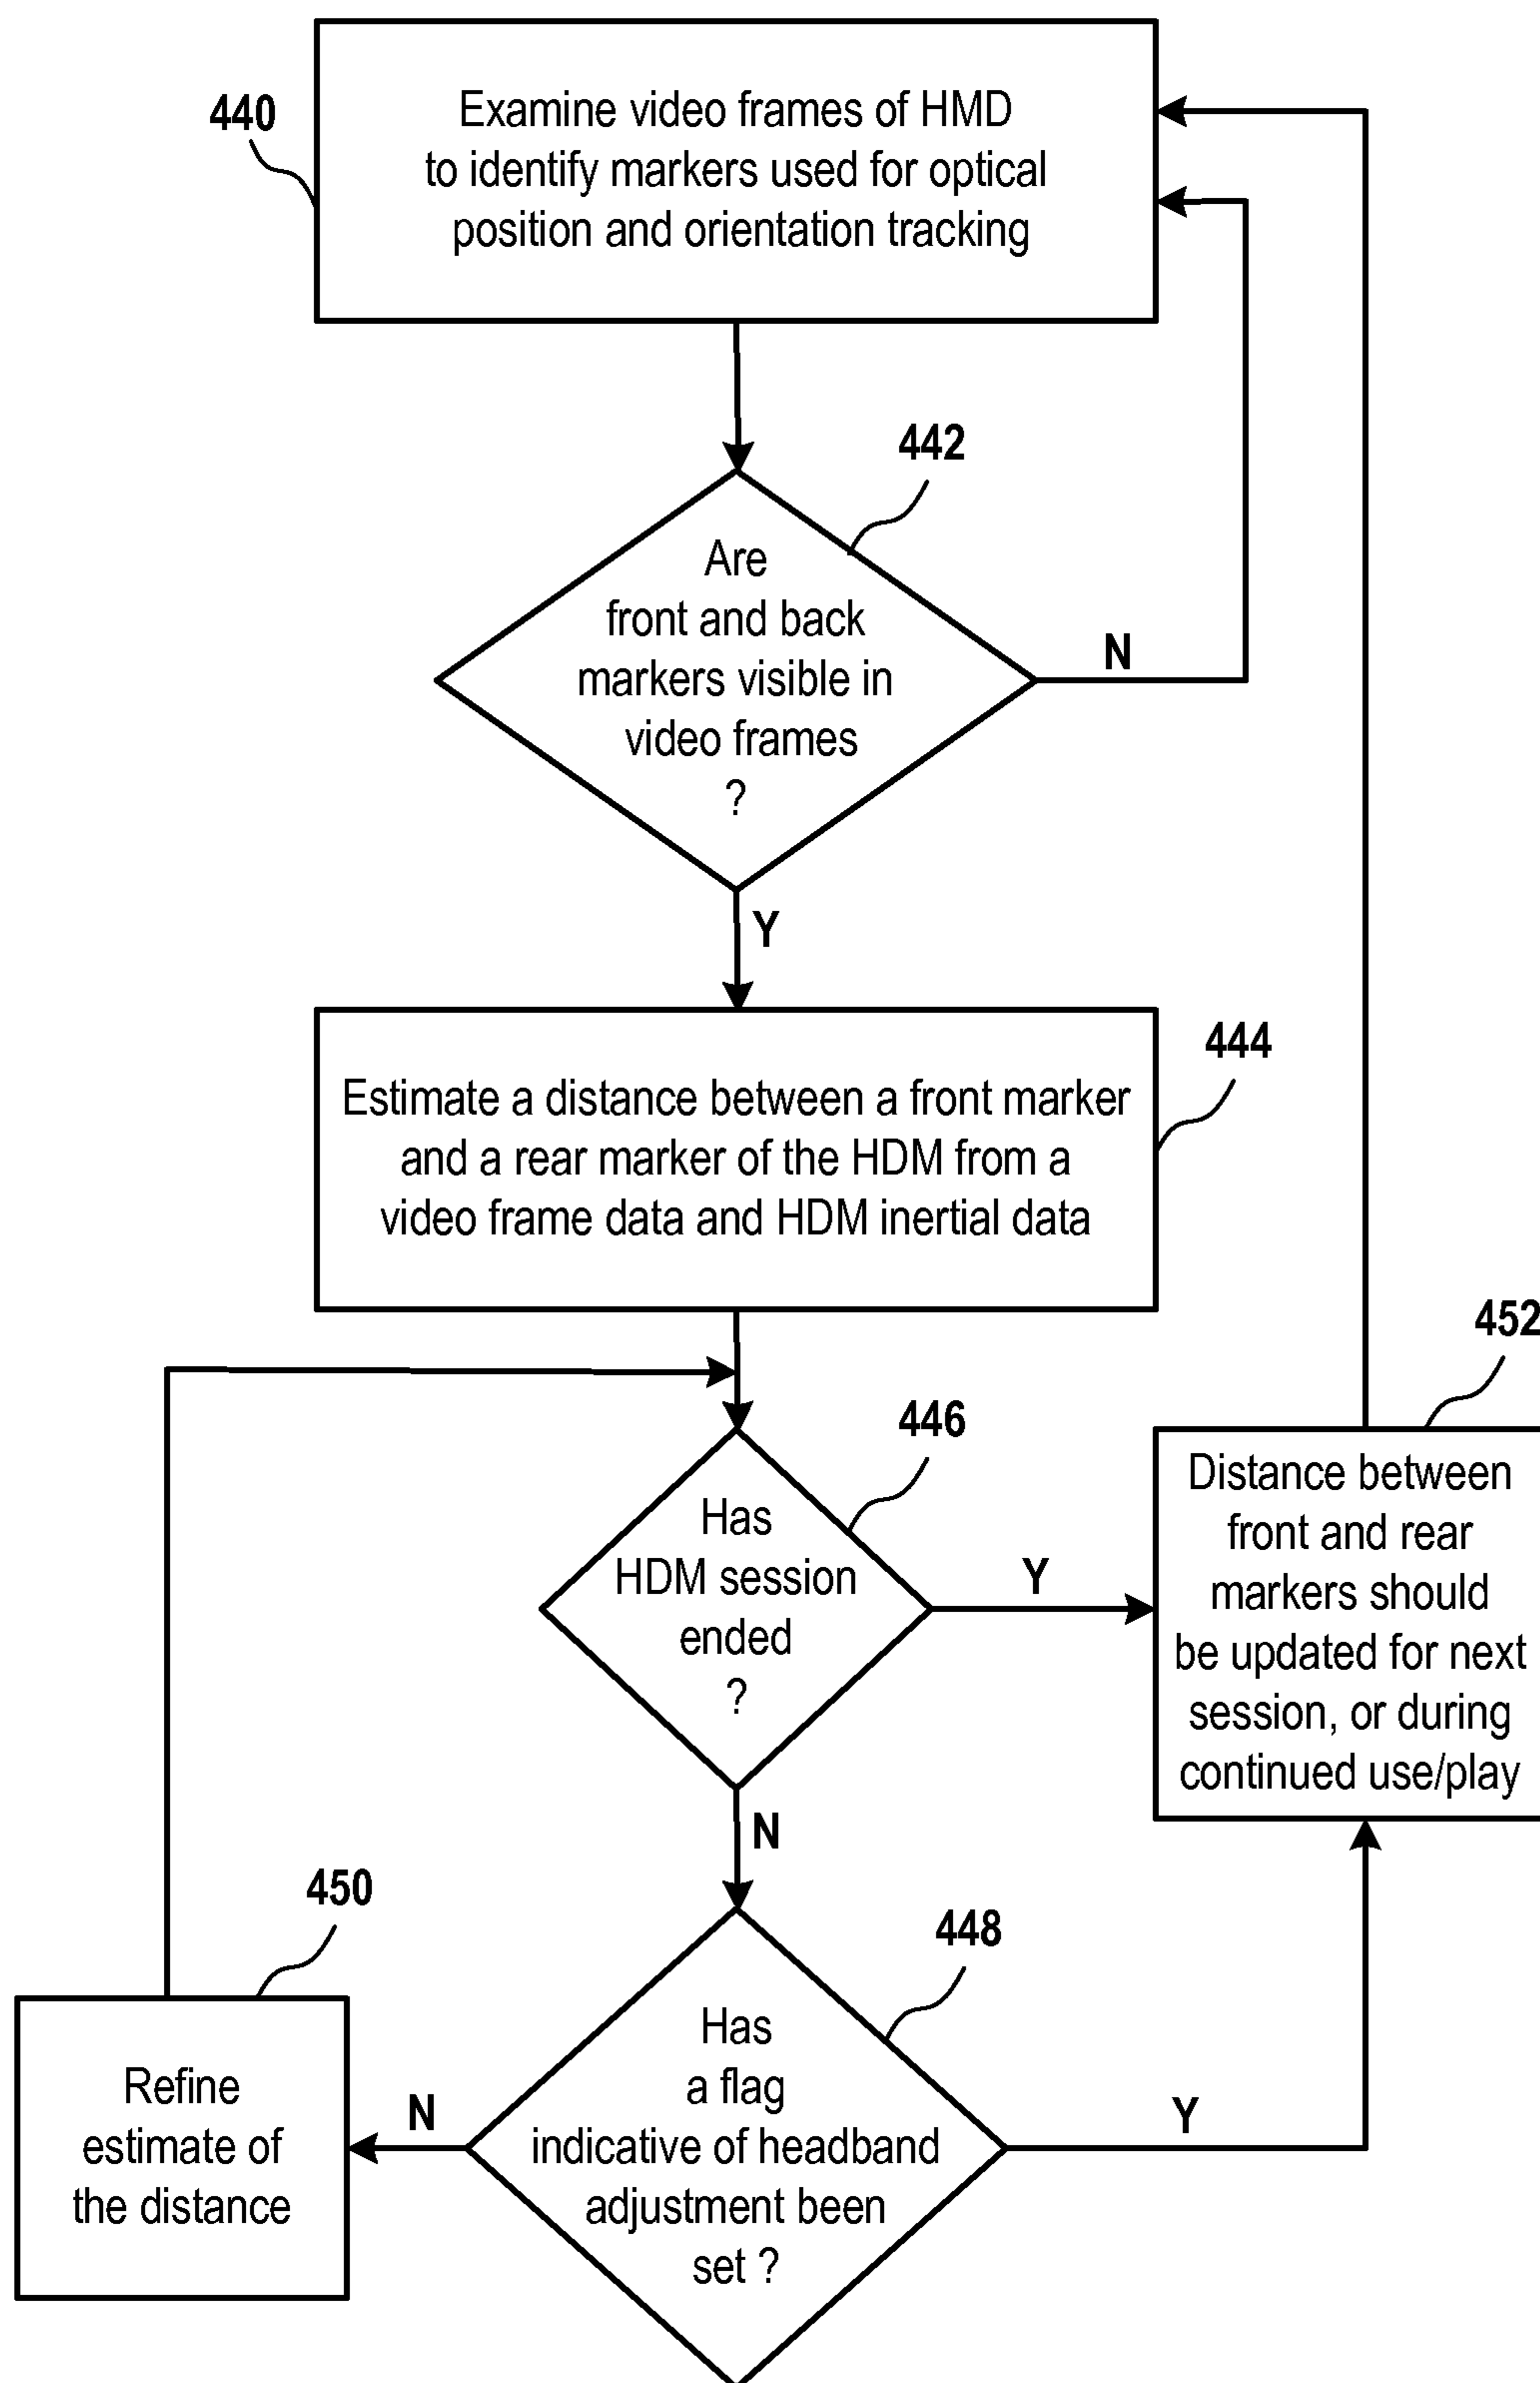 440
Examine video frames of HMD
to identify markers used for optical
position and orientation tracking
442
Are
front and back
markers visible in
video frames
?
N
Y
444
Estimate a distance between a front marker
and a rear marker of the HDM from a
video frame data and HDM inertial data
446
Has
HDM session
ended
?
Y
N
452
Distance between
front and rear
markers should
be updated for next
session, or during
continued use/play
448
Has
a flag
indicative of headband
adjustment been
set ?
N
Y
450
Refine
estimate of
the distance